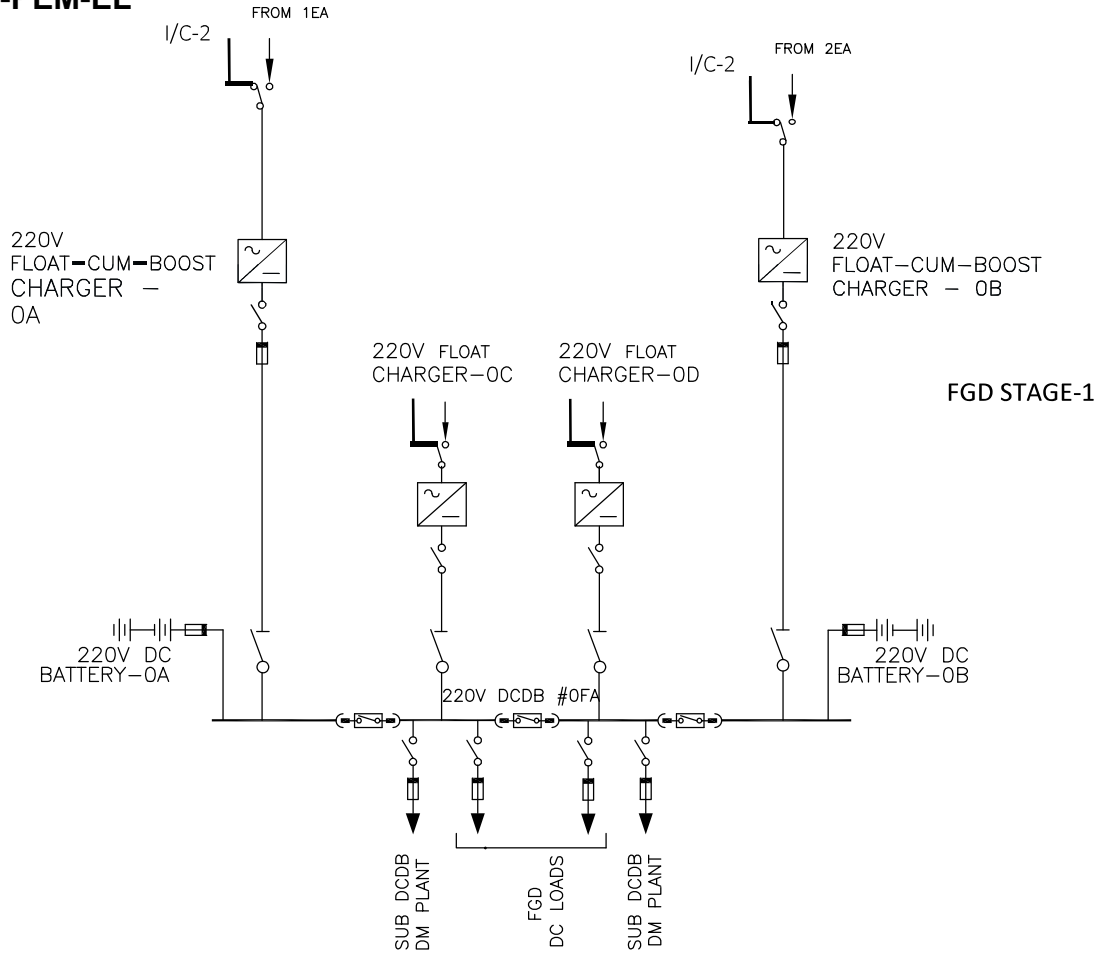 I/C-2
FROM 1EA
I/C-2
FROM 2EA
220V
FLOAT-CUM-BOOST
CHARGER -
0A
220V
FLOAT-CUM-BOOST
CHARGER - 0B
220V FLOAT
CHARGER-0C
220V FLOAT
CHARGER-0D
FGD STAGE-1
220V DC
BATTERY-0A
220V DC
BATTERY-0B
220V DCDB #0FA
SUB DCDB
DM PLANT
FGD
DC LOADS
SUB DCDB
DM PLANT